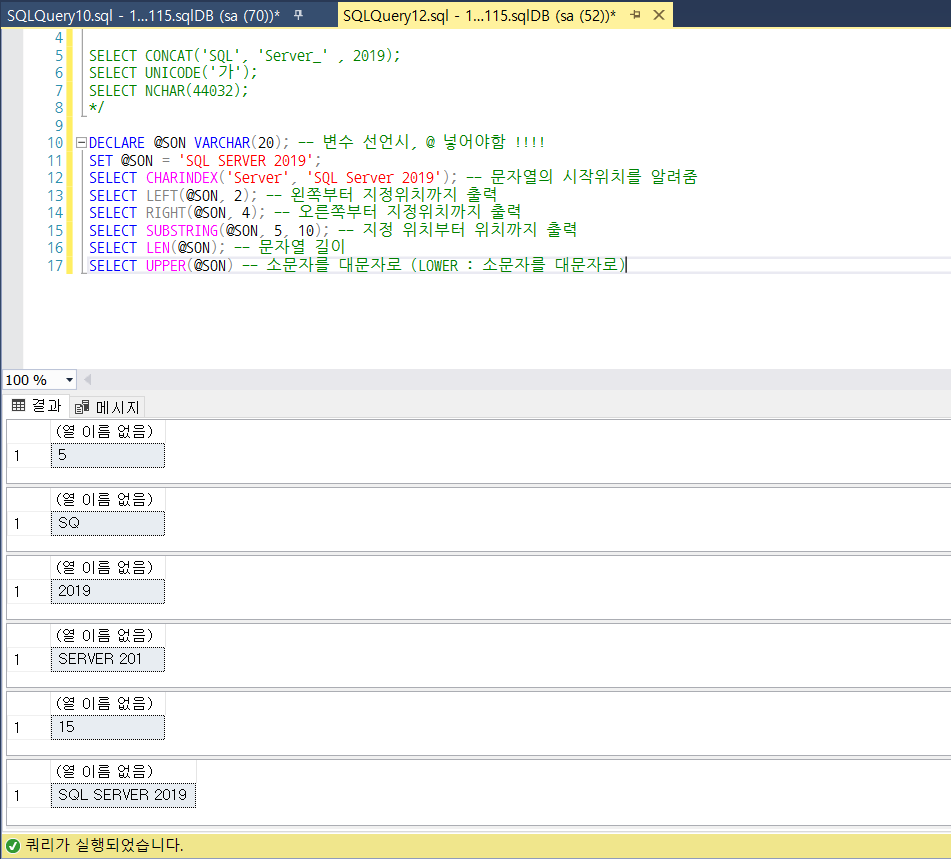 SQLQuery10.sql - 1...115.sqlDB (sa (70))* SQLQuery12.sql - 1...115.sqlDB (sa (52))*
4
5 SELECT CONCAT('SQL', 'Server_' , 2019);
6 SELECT UNICODE('가');
7 SELECT NCHAR(44032);
8 */
9
10 DECLARE @SON VARCHAR(20); -- 변수 선언시, @ 넣어야함 !!!!
11 SET @SON = 'SQL SERVER 2019';
12 SELECT CHARINDEX('Server', 'SQL Server 2019'); -- 문자열의 시작위치를 알려줌
13 SELECT LEFT(@SON, 2); -- 왼쪽부터 지정위치까지 출력
14 SELECT RIGHT(@SON, 4); -- 오른쪽부터 지정위치까지 출력
15 SELECT SUBSTRING(@SON, 5, 10); -- 지정 위치부터 위치까지 출력
16 SELECT LEN(@SON); -- 문자열 길이
17 SELECT UPPER(@SON) -- 소문자를 대문자로 (LOWER : 소문자를 대문자로)
100 %
결과 메시지
(열 이름 없음)
1 5
(열 이름 없음)
1 SQ
(열 이름 없음)
1 2019
(열 이름 없음)
1 SERVER 201
(열 이름 없음)
1 15
(열 이름 없음)
1 SQL SERVER 2019
쿼리가 실행되었습니다.